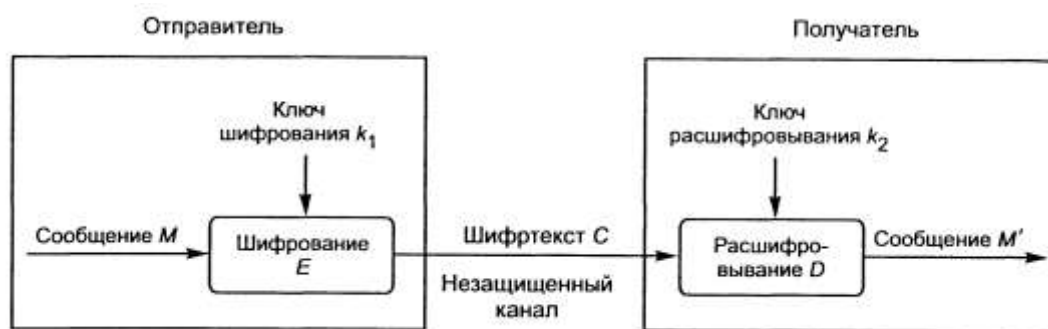 Отправитель
Получатель
Ключ
шифрования k₁
Ключ
расшифровывания k₂
Сообщение M
Шифрование
E
Шифртекст C
Незащищенный
канал
Расшифро-
вывание D
Сообщение M′